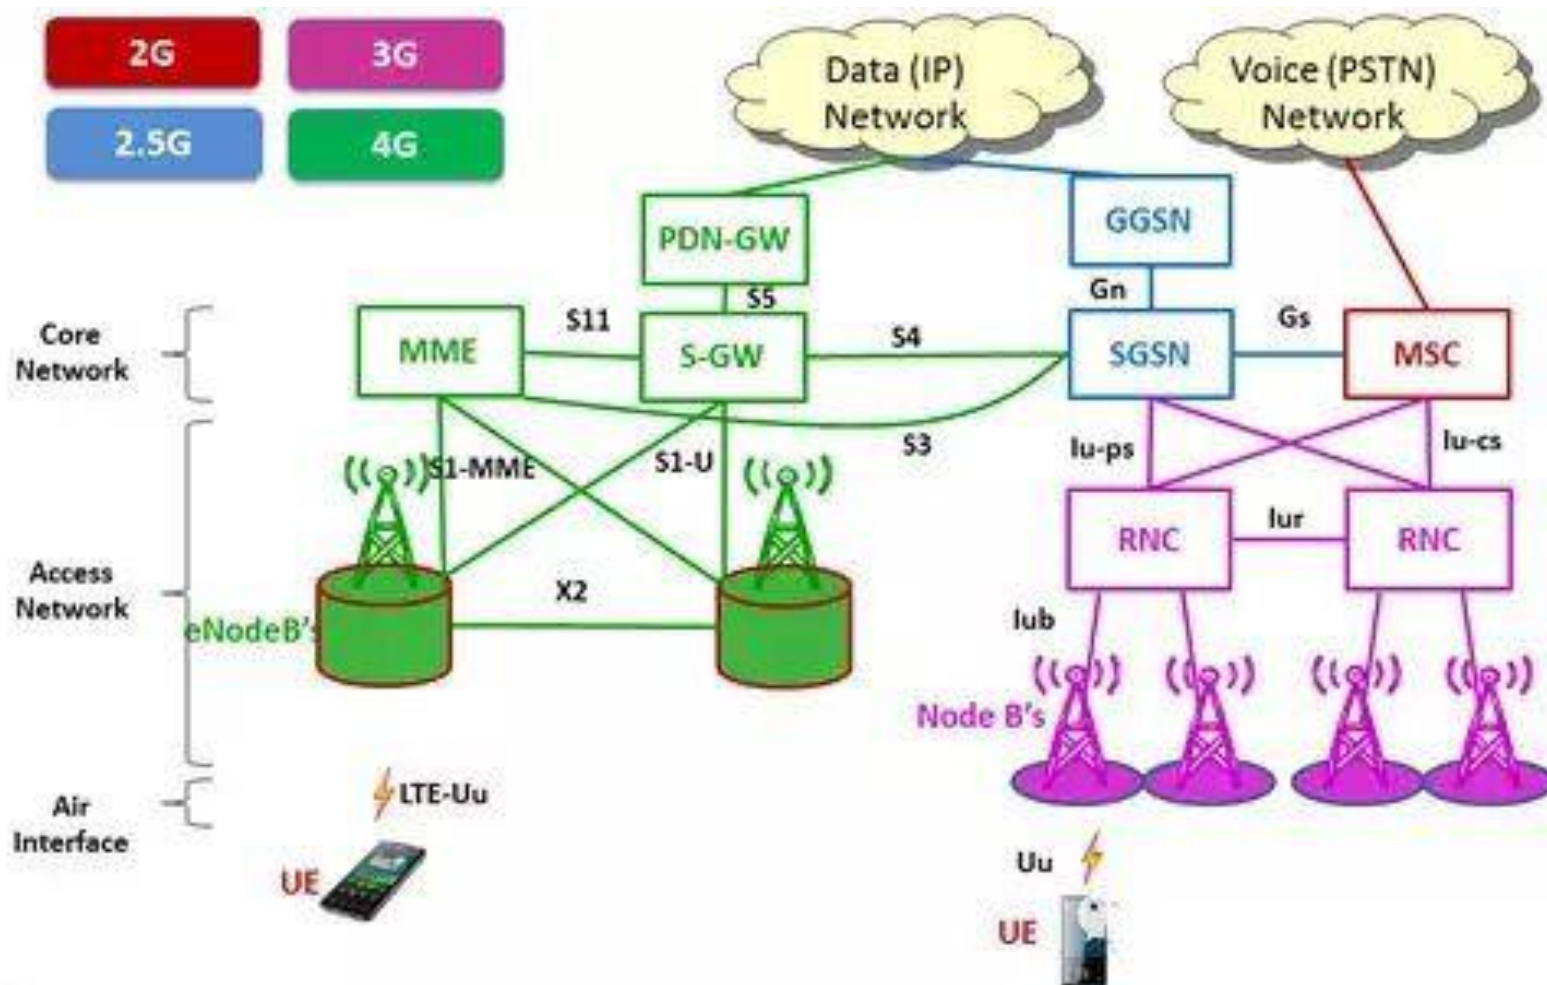 2G
3G
2.5G
4G
Data (IP)
Network
Voice (PSTN)
Network
PDN-GW
GGSN
S5
Gn
Core
Network
MME
S11
S-GW
S4
SGSN
Gs
MSC
S1-MME
S1-U
S3
Iu-ps
Iu-cs
RNC
Iur
RNC
Access
Network
X2
eNodeB's
Iub
Node B's
Air
Interface
LTE-Uu
UE
Uu
UE